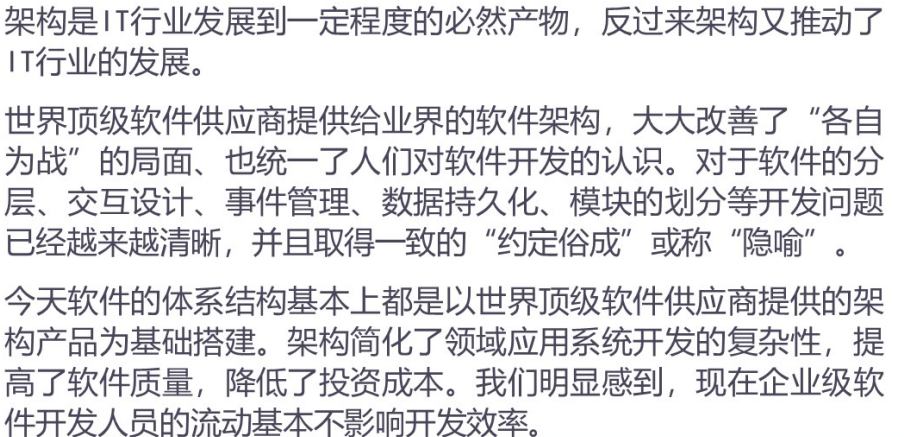 架构是IT行业发展到一定程度的必然产物，反过来架构又推动了
IT行业的发展。
世界顶级软件供应商提供给业界的软件架构，大大改善了“各自
为战”的局面、也统一了人们对软件开发的认识。对于软件的分
层、交互设计、事件管理、数据持久化、模块的划分等开发问题
已经越来越清晰，并且取得一致的“约定俗成”或称“隐喻”。
今天软件的体系结构基本上都是以世界顶级软件供应商提供的架
构产品为基础搭建。架构简化了领域应用系统开发的复杂性，提
高了软件质量，降低了投资成本。我们明显感到，现在企业级软
件开发人员的流动基本不影响开发效率。